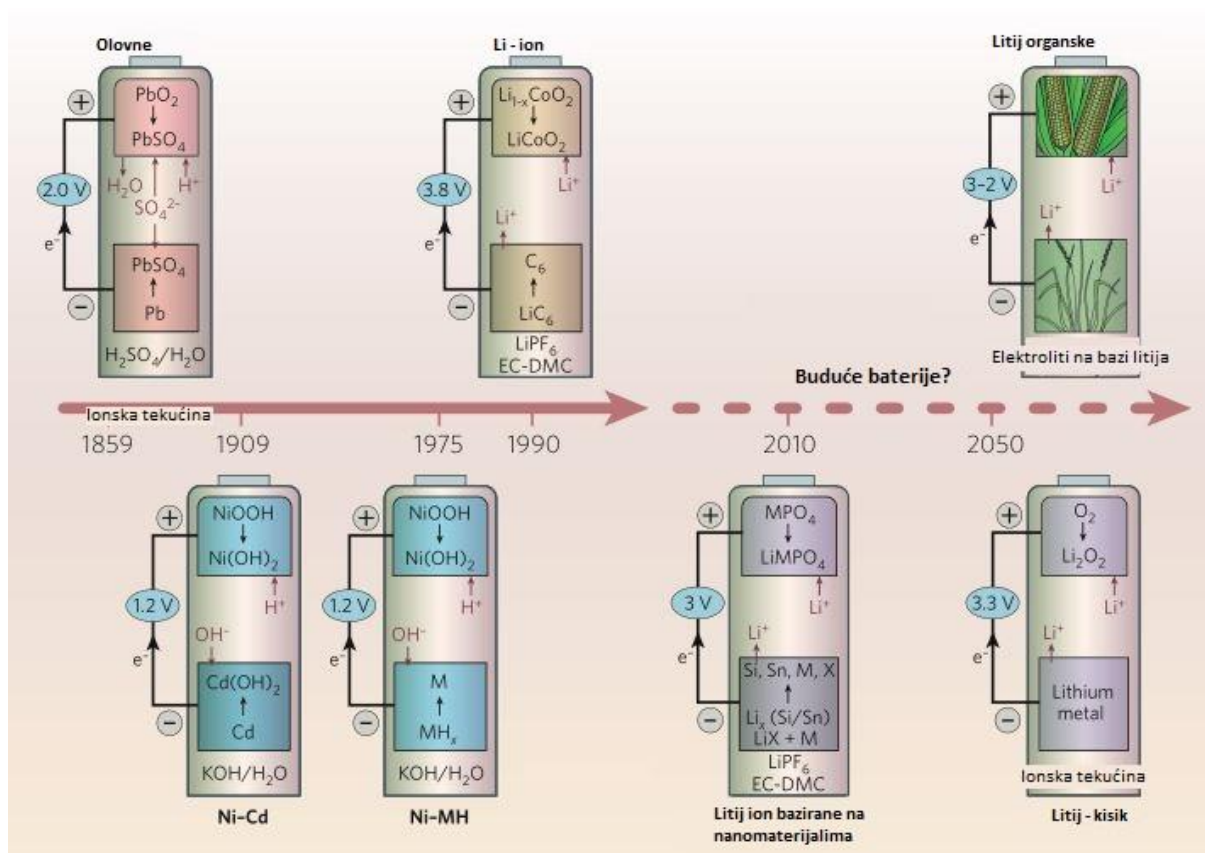 Olovne
+
PbO₂
↓
PbSO₄
2.0 V
H₂O
H⁺
SO₄²⁻
e⁻
PbSO₄
↑
Pb
−
H₂SO₄/H₂O
Li - ion
+
Li₁₋ₓCoO₂
↓
LiCoO₂
3.8 V
Li⁺
Li⁺
e⁻
C₆
↑
LiC₆
−
LiPF₆
EC-DMC
Litij organske
+
3-2 V
Li⁺
Li⁺
e⁻
−
Elektroliti na bazi litija
Buduće baterije?
Ionska tekućina
1859
1909
1975
1990
2010
2050
+
NiOOH
↓
Ni(OH)₂
1.2 V
H⁺
OH⁻
e⁻
Cd(OH)₂
↑
Cd
−
KOH/H₂O
Ni-Cd
+
NiOOH
↓
Ni(OH)₂
1.2 V
H⁺
OH⁻
e⁻
M
↑
MHₓ
−
KOH/H₂O
Ni-MH
+
MPO₄
↓
LiMPO₄
3 V
Li⁺
Li⁺
e⁻
Si, Sn, M, X
↑
Liₓ (Si/Sn)
LiX + M
−
LiPF₆
EC-DMC
Litij ion bazirane na
nanomaterijalima
+
O₂
↓
Li₂O₂
3.3 V
Li⁺
Li⁺
e⁻
Lithium
metal
−
Ionska tekućina
Litij - kisik